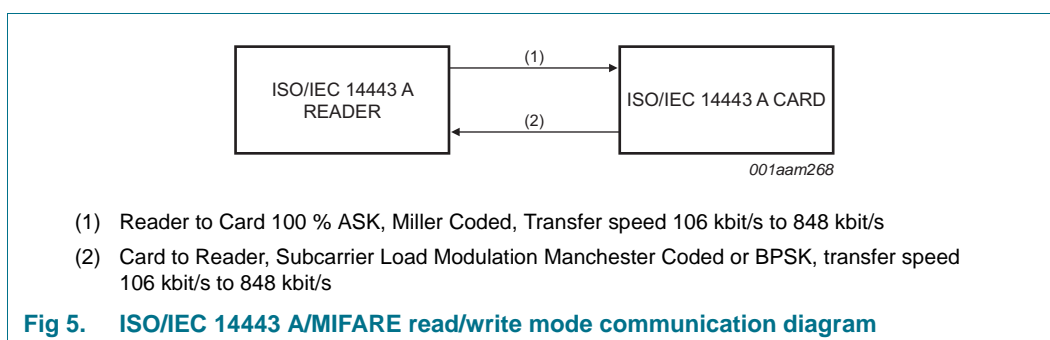 (1)
ISO/IEC 14443 A
READER
ISO/IEC 14443 A CARD
(2)
001aam268
(1) Reader to Card 100 % ASK, Miller Coded, Transfer speed 106 kbit/s to 848 kbit/s
(2) Card to Reader, Subcarrier Load Modulation Manchester Coded or BPSK, transfer speed
106 kbit/s to 848 kbit/s
Fig 5. ISO/IEC 14443 A/MIFARE read/write mode communication diagram